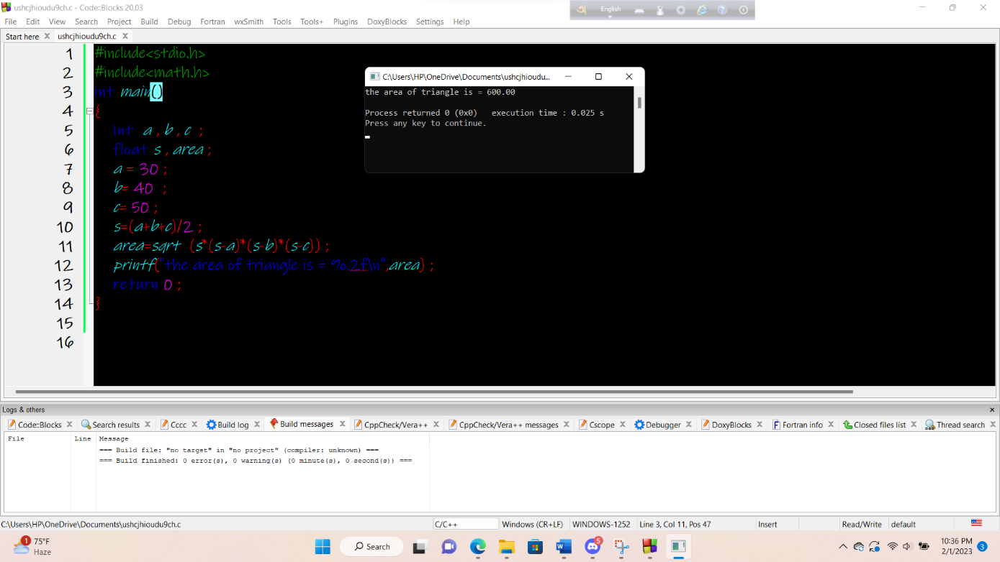 ushcjhioudu9ch.c - Code::Blocks 20.03
English
File Edit View Search Project Build Debug Fortran wxSmith Tools Tools+ Plugins DoxyBlocks Settings Help
Start here X ushcjhioudu9ch.c X
1 #include<stdio.h>
2 #include<math.h>
3 int main()
4 {
5 int a , b , c ;
6 float s , area ;
7 a = 30 ;
8 b= 40 ;
9 c= 50 ;
10 s=(a+b+c)/2 ;
11 area=sqrt (s*(s-a)*(s-b)*(s-c)) ;
12 printf("the area of triangle is = %.2f\n",area) ;
13 return 0 ;
14 }
15
16
C:\Users\HP\OneDrive\Documents\ushcjhioudu...
the area of triangle is = 600.00
Process returned 0 (0x0) execution time : 0.025 s
Press any key to continue.
Logs & others
Code::Blocks X Search results X Cccc X Build log X Build messages X CppCheck/Vera++ X CppCheck/Vera++ messages X Cscope X Debugger X DoxyBlocks X Fortran info X Closed files list X Thread search X
File Line Message
=== Build file: "no target" in "no project" (compiler: unknown) ===
=== Build finished: 0 error(s), 0 warning(s) (0 minute(s), 0 second(s)) ===
C:\Users\HP\OneDrive\Documents\ushcjhioudu9ch.c C/C++ Windows (CR+LF) WINDOWS-1252 Line 3, Col 11, Pos 47 Insert Read/Write default
1 75°F
Haze
Search
5
10:36 PM
2/1/2023
3